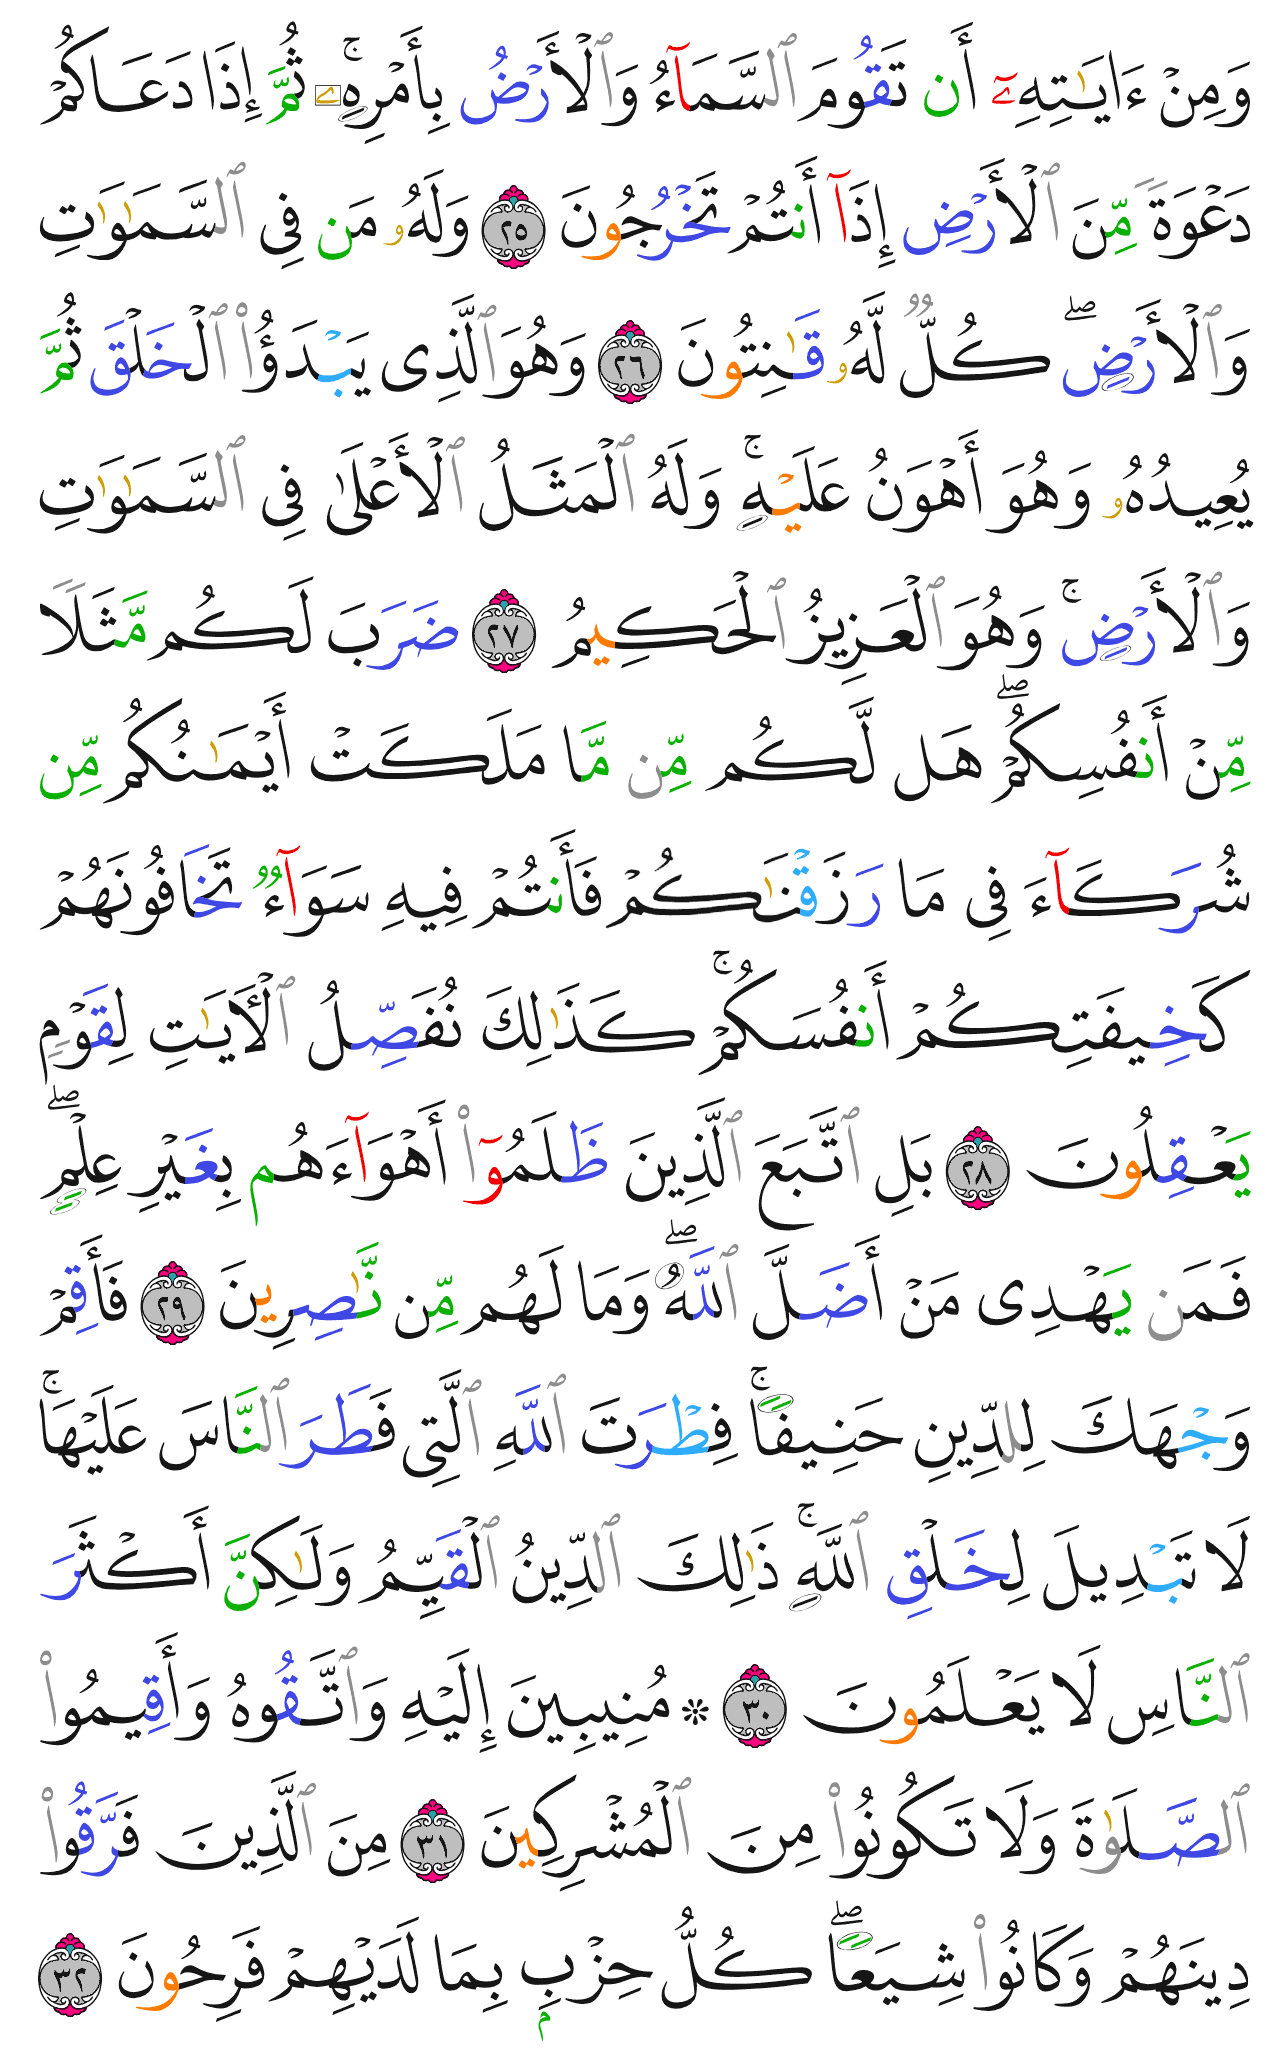 وَمِنْ ءَايَـٰتِهِۦٓ أَن تَقُومَ ٱلسَّمَآءُ وَٱلْأَرْضُ بِأَمْرِهِۦ ۚ ثُمَّ إِذَا دَعَاكُمْ
دَعْوَةً مِّنَ ٱلْأَرْضِ إِذَآ أَنتُمْ تَخْرُجُونَ ٢٥ وَلَهُۥ مَن فِى ٱلسَّمَـٰوَٰتِ
وَٱلْأَرْضِ ۖ كُلٌّ لَّهُۥ قَـٰنِتُونَ ٢٦ وَهُوَ ٱلَّذِى يَبْدَؤُا۟ ٱلْخَلْقَ ثُمَّ
يُعِيدُهُۥ وَهُوَ أَهْوَنُ عَلَيْهِ ۚ وَلَهُ ٱلْمَثَلُ ٱلْأَعْلَىٰ فِى ٱلسَّمَـٰوَٰتِ
وَٱلْأَرْضِ ۚ وَهُوَ ٱلْعَزِيزُ ٱلْحَكِيمُ ٢٧ ضَرَبَ لَكُم مَّثَلًا
مِّنْ أَنفُسِكُمْ ۖ هَل لَّكُم مِّن مَّا مَلَكَتْ أَيْمَـٰنُكُم مِّن
شُرَكَآءَ فِى مَا رَزَقْنَـٰكُمْ فَأَنتُمْ فِيهِ سَوَآءٌ تَخَافُونَهُمْ
كَخِيفَتِكُمْ أَنفُسَكُمْ ۚ كَذَٰلِكَ نُفَصِّلُ ٱلْـَٔايَـٰتِ لِقَوْمٍ
يَعْقِلُونَ ٢٨ بَلِ ٱتَّبَعَ ٱلَّذِينَ ظَلَمُوٓا۟ أَهْوَآءَهُم بِغَيْرِ عِلْمٍ ۖ
فَمَن يَهْدِى مَنْ أَضَلَّ ٱللَّهُ ۖ وَمَا لَهُم مِّن نَّـٰصِرِينَ ٢٩ فَأَقِمْ
وَجْهَكَ لِلدِّينِ حَنِيفًا ۚ فِطْرَتَ ٱللَّهِ ٱلَّتِى فَطَرَ ٱلنَّاسَ عَلَيْهَا ۚ
لَا تَبْدِيلَ لِخَلْقِ ٱللَّهِ ۚ ذَٰلِكَ ٱلدِّينُ ٱلْقَيِّمُ وَلَـٰكِنَّ أَكْثَرَ
ٱلنَّاسِ لَا يَعْلَمُونَ ٣٠ ۞ مُنِيبِينَ إِلَيْهِ وَٱتَّقُوهُ وَأَقِيمُوا۟
ٱلصَّلَوٰةَ وَلَا تَكُونُوا۟ مِنَ ٱلْمُشْرِكِينَ ٣١ مِنَ ٱلَّذِينَ فَرَّقُوا۟
دِينَهُمْ وَكَانُوا۟ شِيَعًا ۖ كُلُّ حِزْبٍۭ بِمَا لَدَيْهِمْ فَرِحُونَ ٣٢